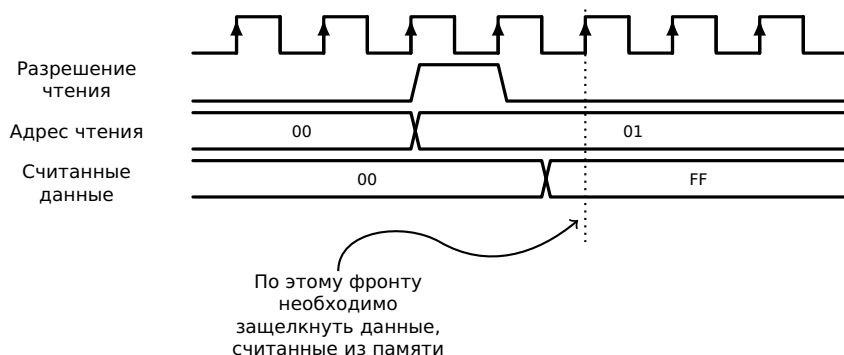 Разрешение
чтения
Адрес чтения
00
01
Считанные
данные
00
FF
По этому фронту
необходимо
защелкнуть данные,
считанные из памяти